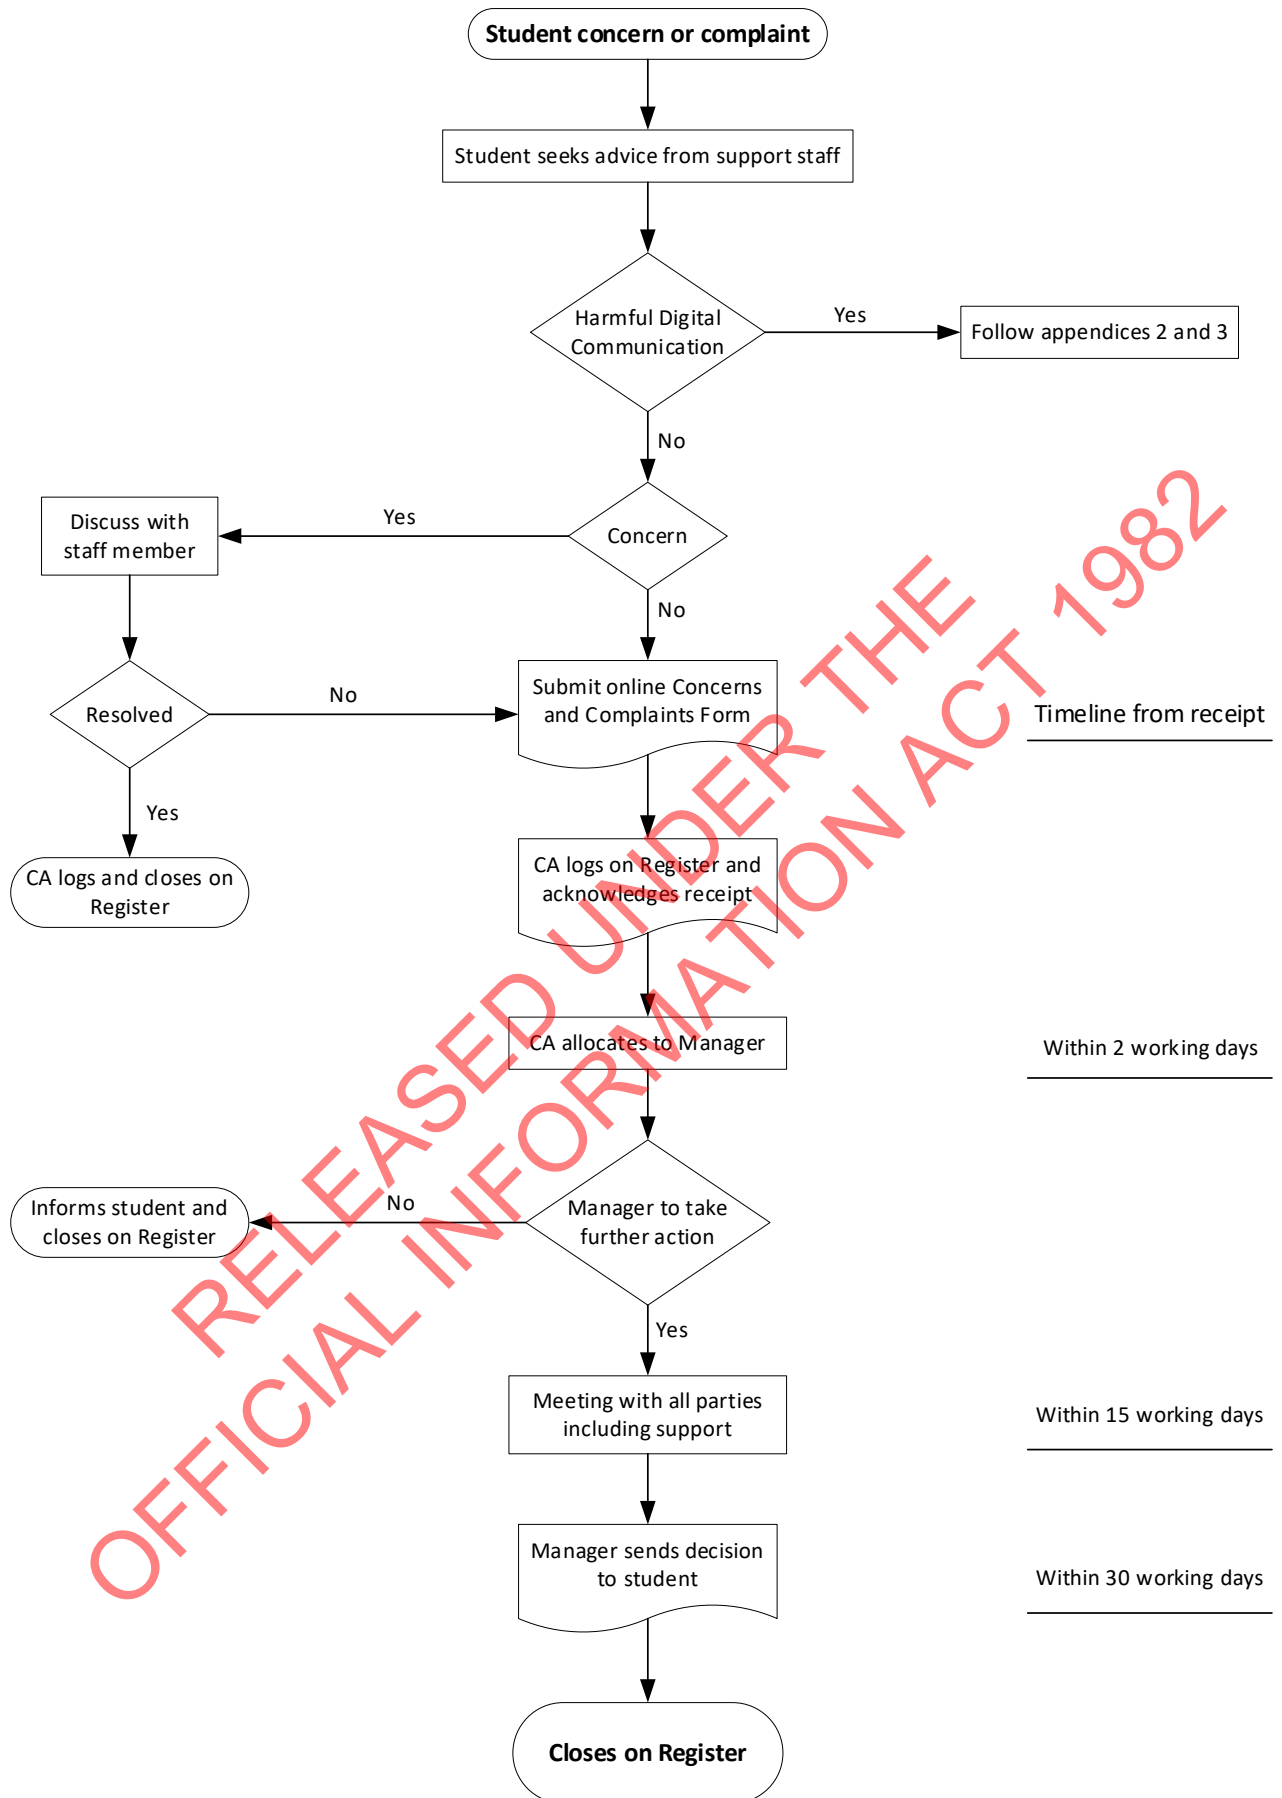 Student concern or complaint
Student seeks advice from support staff
Harmful Digital
Communication
Yes
Follow appendices 2 and 3
No
Concern
Yes
Discuss with
staff member
No
Resolved
No
Submit online Concerns
and Complaints Form
Timeline from receipt
Yes
CA logs and closes on
Register
CA logs on Register and
acknowledges receipt
CA allocates to Manager
Within 2 working days
Manager to take
further action
No
Informs student and
closes on Register
Yes
Meeting with all parties
including support
Within 15 working days
Manager sends decision
to student
Within 30 working days
Closes on Register
RELEASED UNDER THE
OFFICIAL INFORMATION ACT 1982